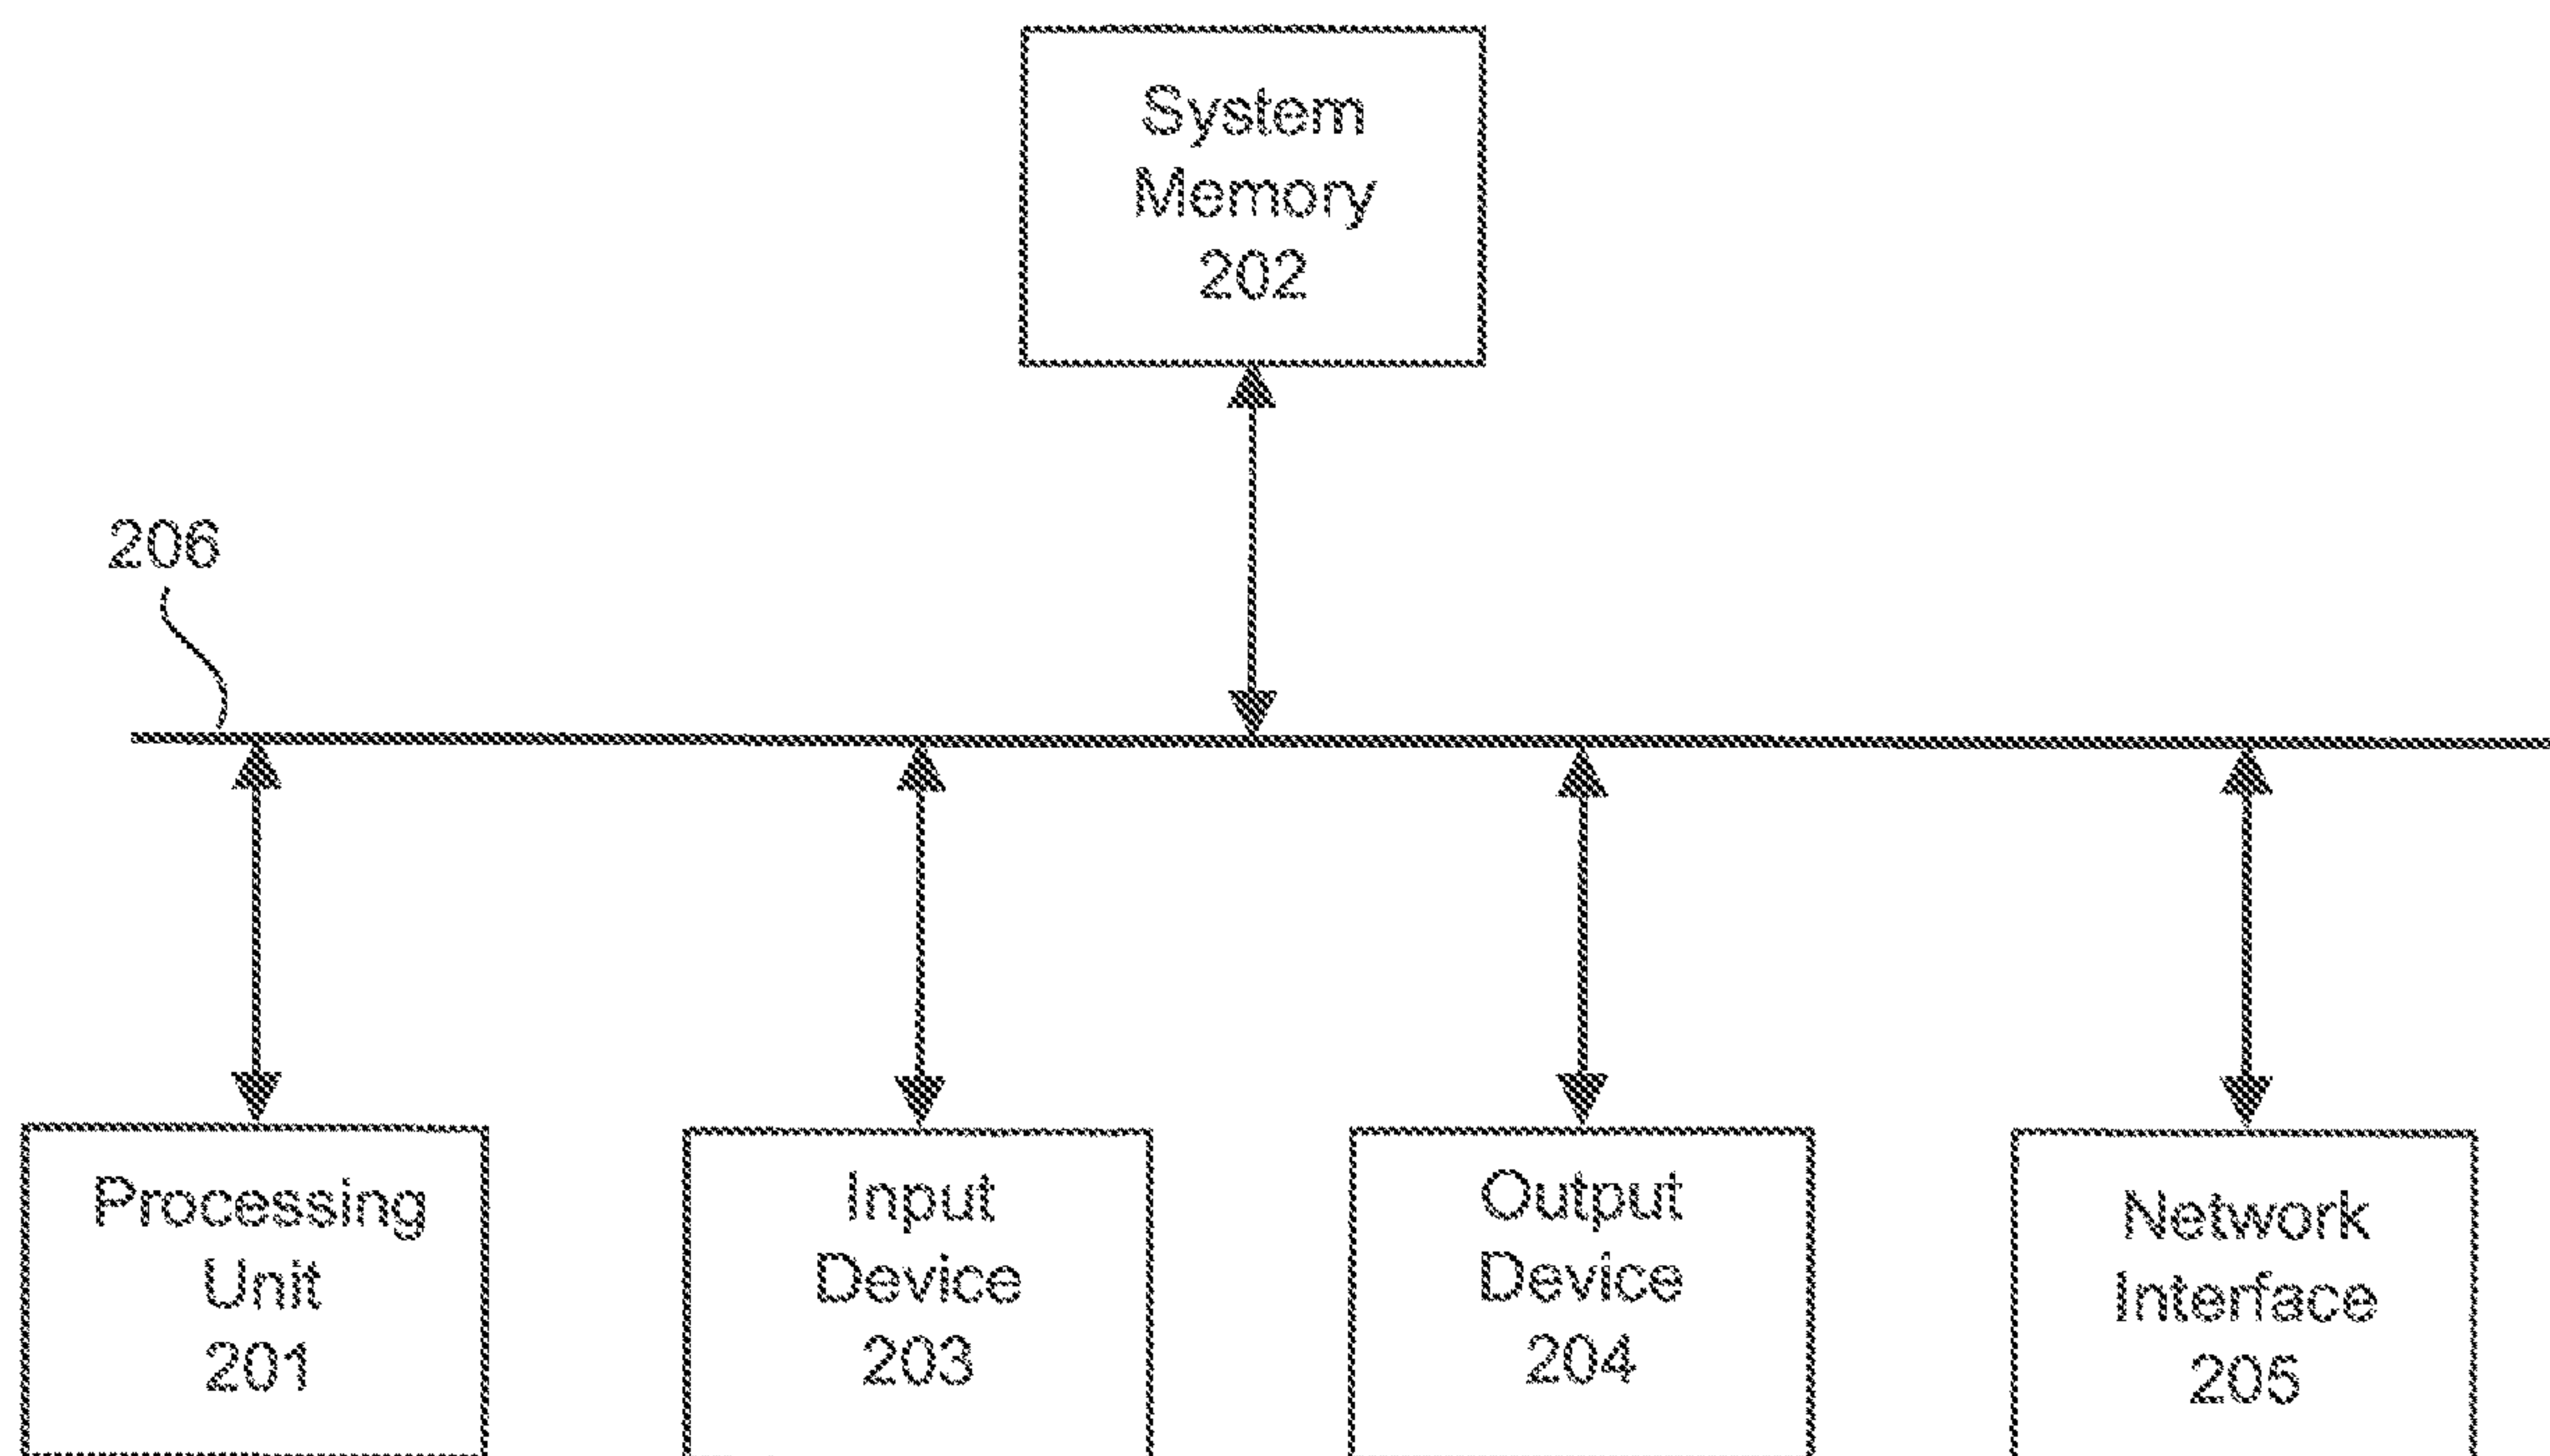 System
Memory
202
206
Processing
Unit
201
Input
Device
203
Output
Device
204
Network
Interface
205